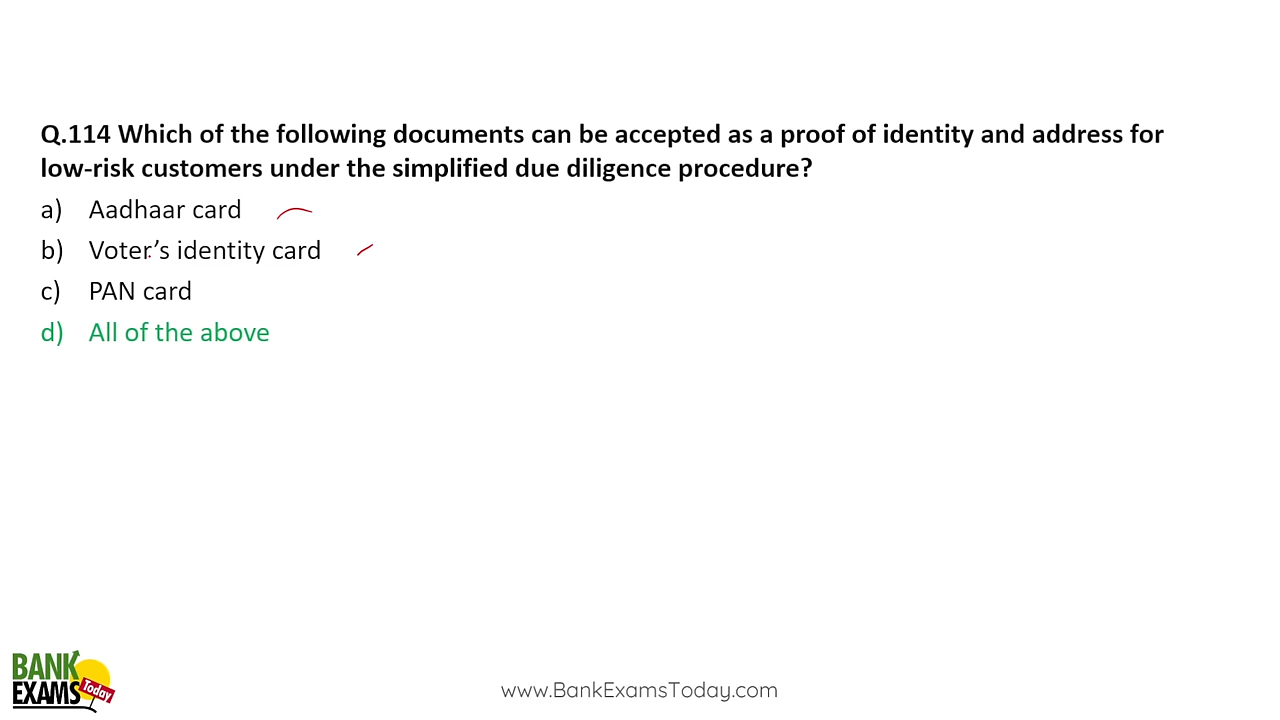 Q.114 Which of the following documents can be accepted as a proof of identity and address for
low-risk customers under the simplified due diligence procedure?
a) Aadhaar card
b) Voter's identity card
c) PAN card
d) All of the above
BANK
EXAMS Today
www.BankExamsToday.com